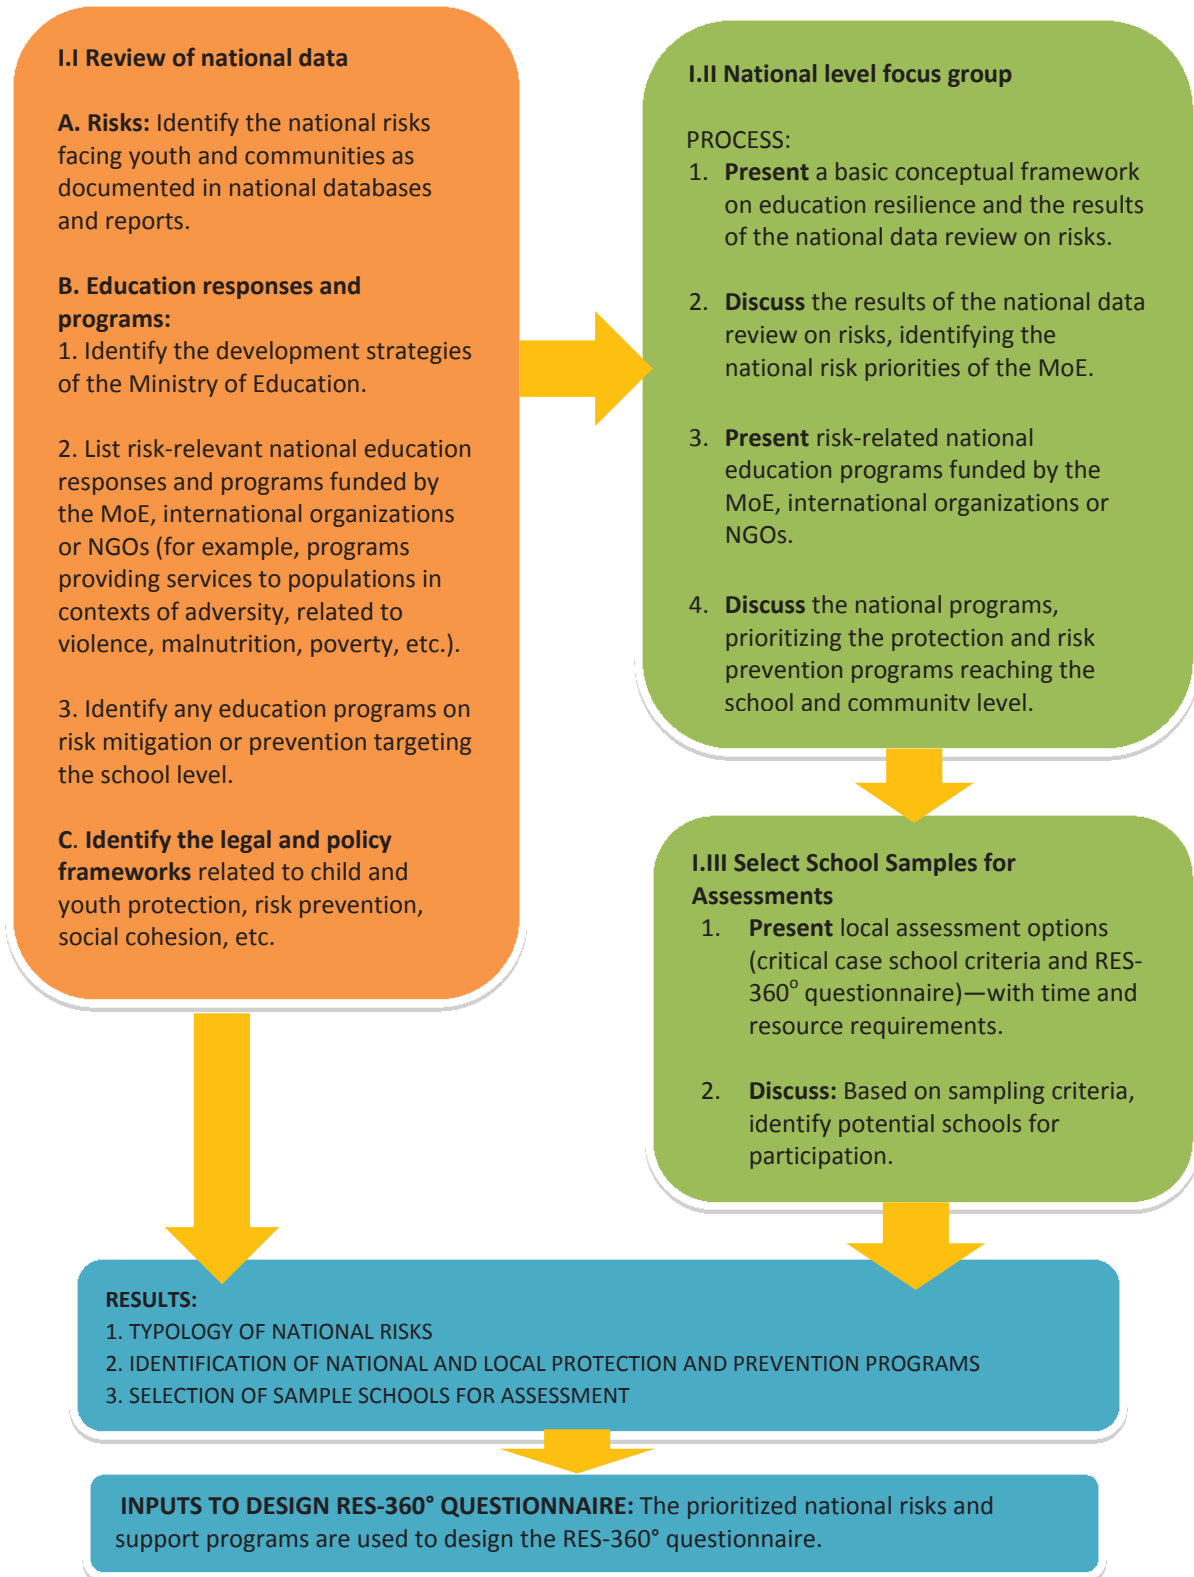 I.I Review of national data
A. Risks: Identify the national risks
facing youth and communities as
documented in national databases
and reports.
B. Education responses and
programs:
1. Identify the development strategies
of the Ministry of Education.
2. List risk-relevant national education
responses and programs funded by
the MoE, international organizations
or NGOs (for example, programs
providing services to populations in
contexts of adversity, related to
violence, malnutrition, poverty, etc.).
3. Identify any education programs on
risk mitigation or prevention targeting
the school level.
C. Identify the legal and policy
frameworks related to child and
youth protection, risk prevention,
social cohesion, etc.
I.II National level focus group
PROCESS:
1. Present a basic conceptual framework
on education resilience and the results
of the national data review on risks.
2. Discuss the results of the national data
review on risks, identifying the
national risk priorities of the MoE.
3. Present risk-related national
education programs funded by the
MoE, international organizations or
NGOs.
4. Discuss the national programs,
prioritizing the protection and risk
prevention programs reaching the
school and community level.
I.III Select School Samples for
Assessments
1. Present local assessment options
(critical case school criteria and RES-
360° questionnaire)—with time and
resource requirements.
2. Discuss: Based on sampling criteria,
identify potential schools for
participation.
RESULTS:
1. TYPOLOGY OF NATIONAL RISKS
2. IDENTIFICATION OF NATIONAL AND LOCAL PROTECTION AND PREVENTION PROGRAMS
3. SELECTION OF SAMPLE SCHOOLS FOR ASSESSMENT
INPUTS TO DESIGN RES-360° QUESTIONNAIRE: The prioritized national risks and
support programs are used to design the RES-360° questionnaire.